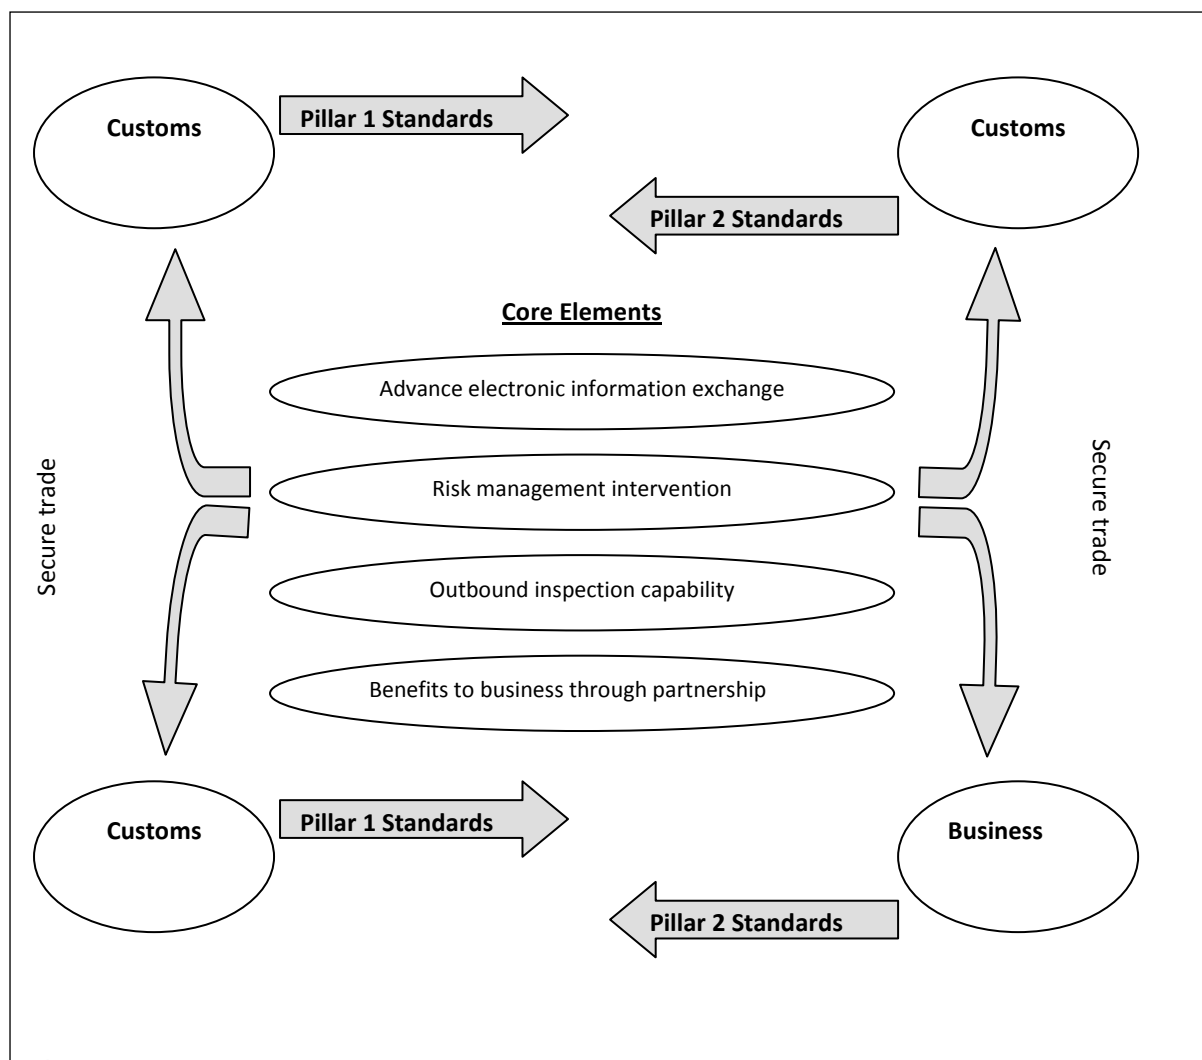 Customs
Pillar 1 Standards
Customs
Pillar 2 Standards
Core Elements
Advance electronic information exchange
Risk management intervention
Outbound inspection capability
Benefits to business through partnership
Secure trade
Secure trade
Customs
Pillar 1 Standards
Business
Pillar 2 Standards